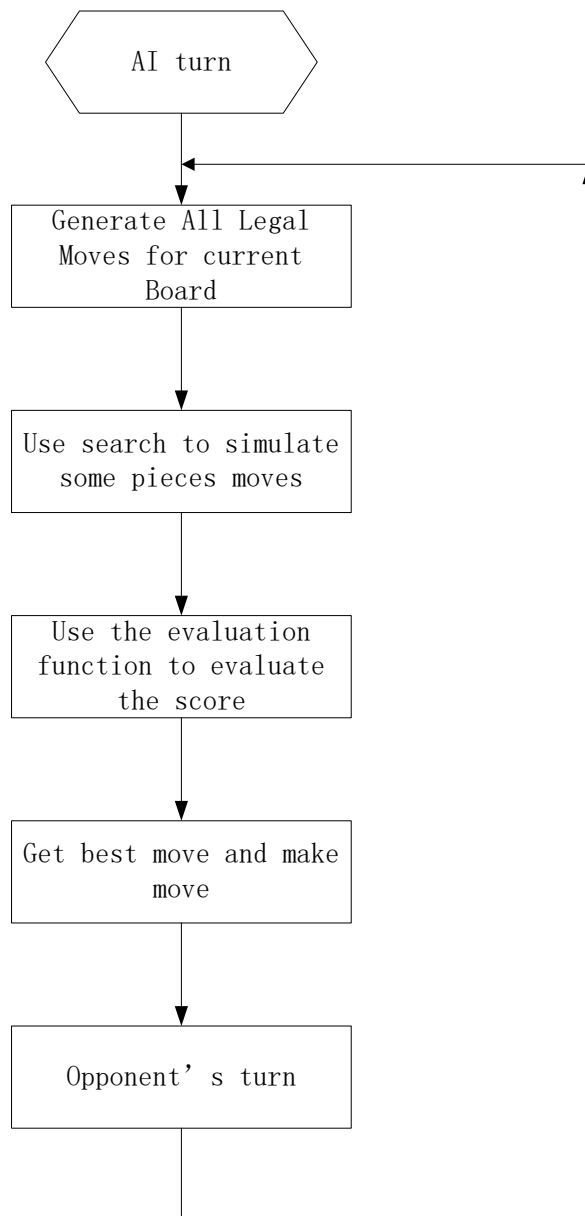 AI turn
Generate All Legal
Moves for current
Board
Use search to simulate
some pieces moves
Use the evaluation
function to evaluate
the score
Get best move and make
move
Opponent’s turn